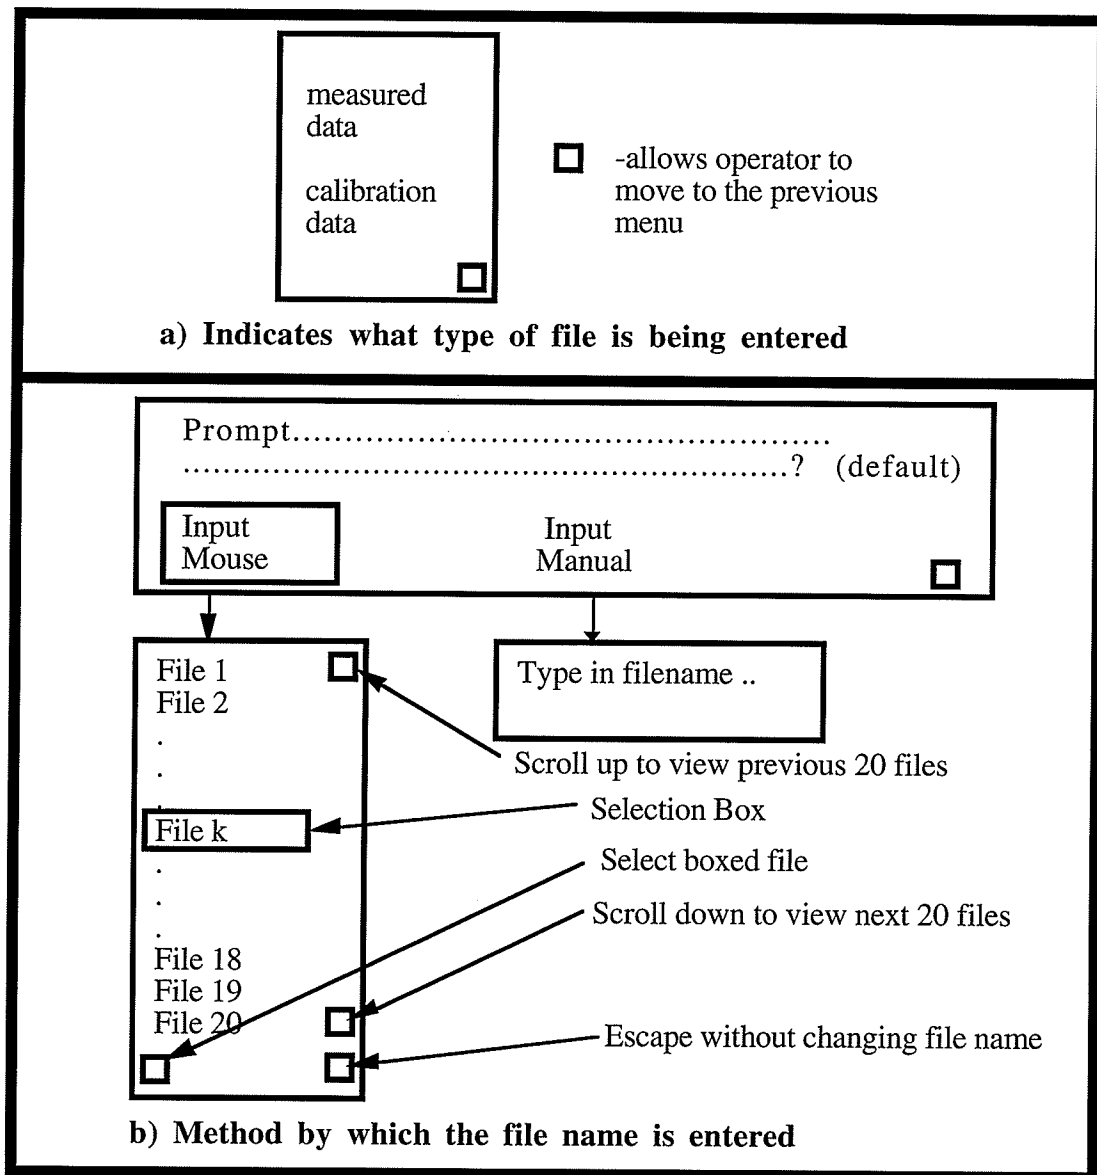 measured
data
calibration
data
-allows operator to
move to the previous
menu
a) Indicates what type of file is being entered
Prompt....................................................
...........................................................? (default)
Input
Mouse
Input
Manual
File 1
File 2
.
.
.
File k
.
.
.
File 18
File 19
File 20
Type in filename ..
Scroll up to view previous 20 files
Selection Box
Select boxed file
Scroll down to view next 20 files
Escape without changing file name
b) Method by which the file name is entered